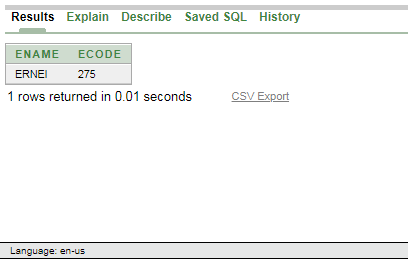 Results Explain Describe Saved SQL History
ENAME ECODE
ERNEI 275
1 rows returned in 0.01 seconds CSV Export
Language: en-us